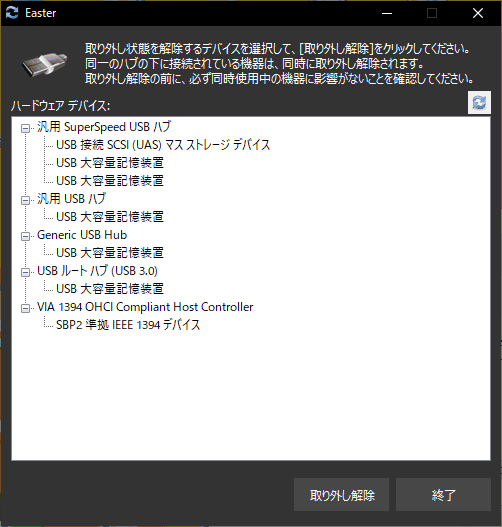 Easter
取り外し状態を解除するデバイスを選択して、[取り外し解除]をクリックしてください。
同一のハブの下に接続されている機器は、同時に取り外し解除されます。
取り外し解除の前に、必ず同時使用中の機器に影響がないことを確認してください。
ハードウェア デバイス:
汎用 SuperSpeed USB ハブ
USB 接続 SCSI (UAS) マス ストレージ デバイス
USB 大容量記憶装置
USB 大容量記憶装置
汎用 USB ハブ
USB 大容量記憶装置
Generic USB Hub
USB 大容量記憶装置
USB ルート ハブ (USB 3.0)
USB 大容量記憶装置
VIA 1394 OHCI Compliant Host Controller
SBP2 準拠 IEEE 1394 デバイス
取り外し解除
終了